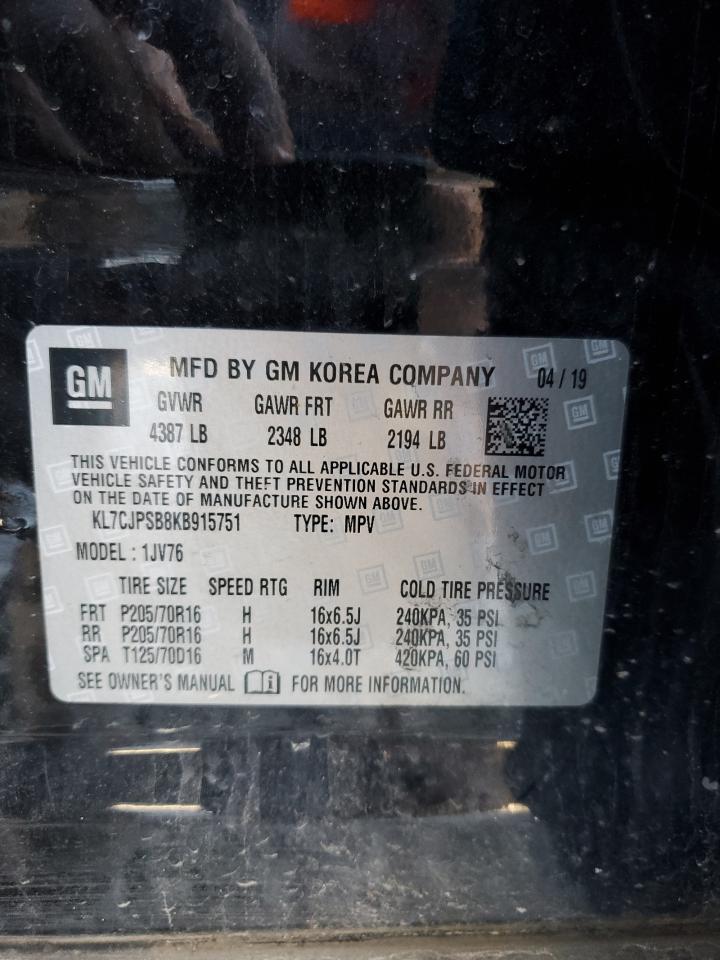 GM
MFD BY GM KOREA COMPANY 04 / 19
GVWR GAWR FRT GAWR RR
4387 LB 2348 LB 2194 LB
THIS VEHICLE CONFORMS TO ALL APPLICABLE U.S. FEDERAL MOTOR
VEHICLE SAFETY AND THEFT PREVENTION STANDARDS IN EFFECT
ON THE DATE OF MANUFACTURE SHOWN ABOVE.
KL7CJPSB8KB915751 TYPE: MPV
MODEL : 1JV76
TIRE SIZE SPEED RTG RIM COLD TIRE PRESSURE
FRT P205/70R16 H 16x6.5J 240KPA, 35 PSI
RR P205/70R16 H 16x6.5J 240KPA, 35 PSI
SPA T125/70D16 M 16x4.0T 420KPA, 60 PSI
SEE OWNER'S MANUAL i FOR MORE INFORMATION.